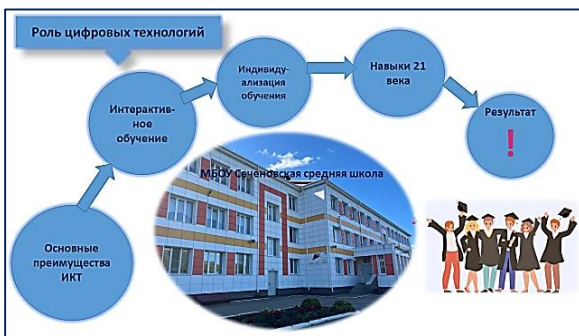 Роль цифровых технологий
Основные
преимущества
ИКТ
Интерактив-
ное
обучение
Индивиду-
ализация
обучения
Навыки 21
века
Результат
!
МБОУ Сеченовская средняя школа